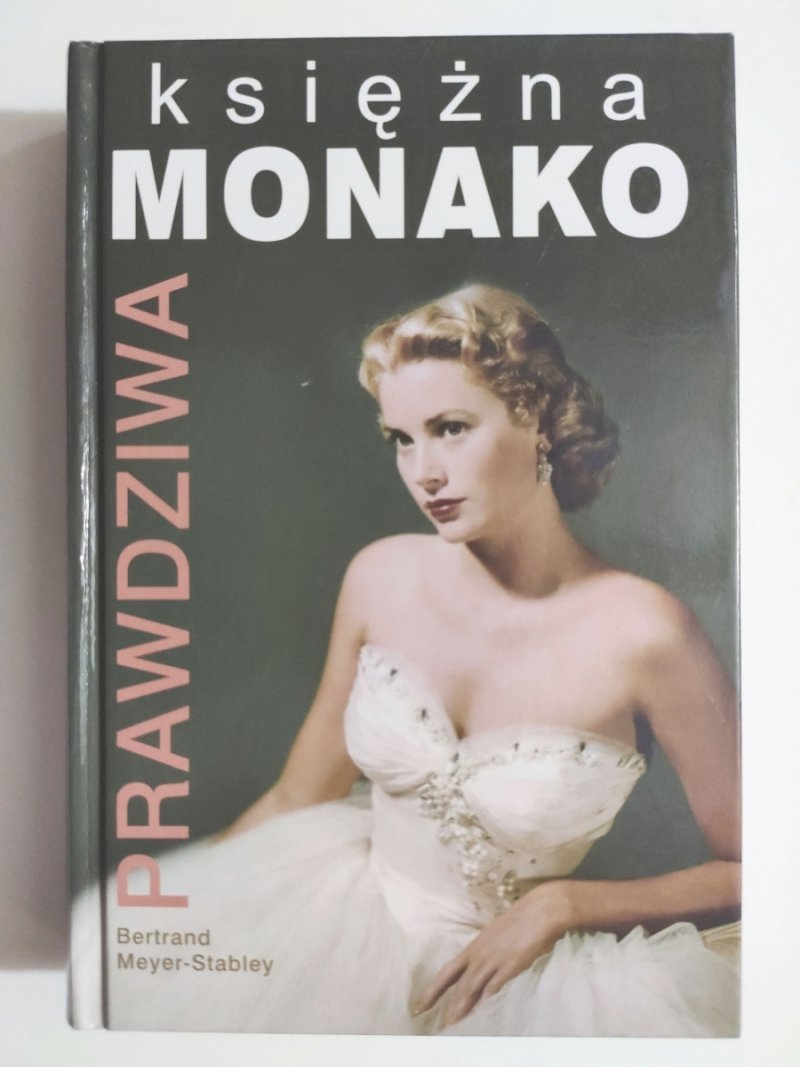 księżna
MONAKO
PRAWDZIWA
Bertrand
Meyer-Stabley